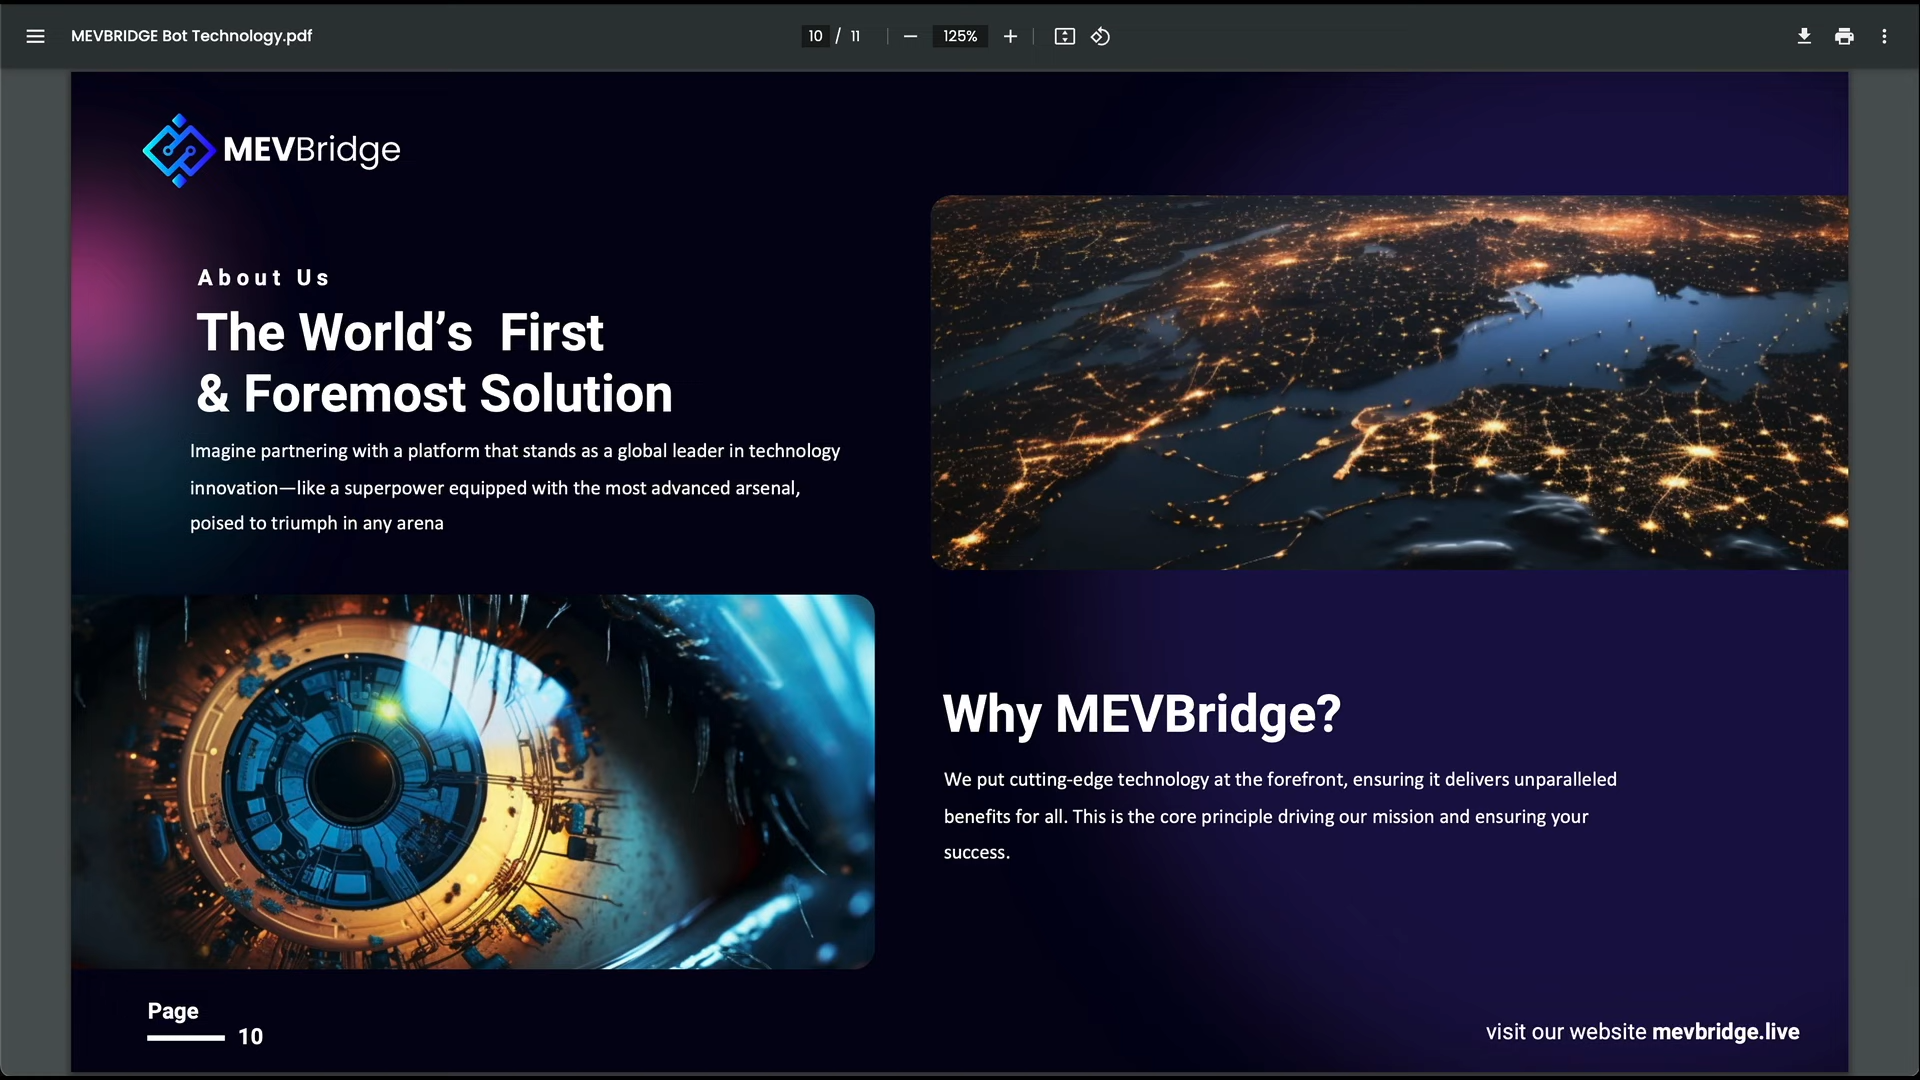 MEVBRIDGE Bot Technology.pdf
10 / 11
125%
MEVBridge
About Us
The World’s First
& Foremost Solution
Imagine partnering with a platform that stands as a global leader in technology
innovation—like a superpower equipped with the most advanced arsenal,
poised to triumph in any arena
Why MEVBridge?
We put cutting-edge technology at the forefront, ensuring it delivers unparalleled
benefits for all. This is the core principle driving our mission and ensuring your
success.
Page
10
visit our website mevbridge.live